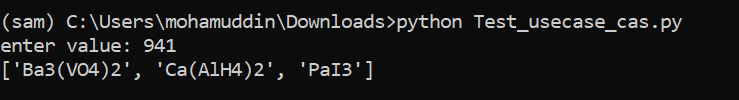 (sam) C:\Users\mohamuddin\Downloads>python Test_usecase_cas.py
enter value: 941
['Ba3(VO4)2', 'Ca(AlH4)2', 'PaI3']